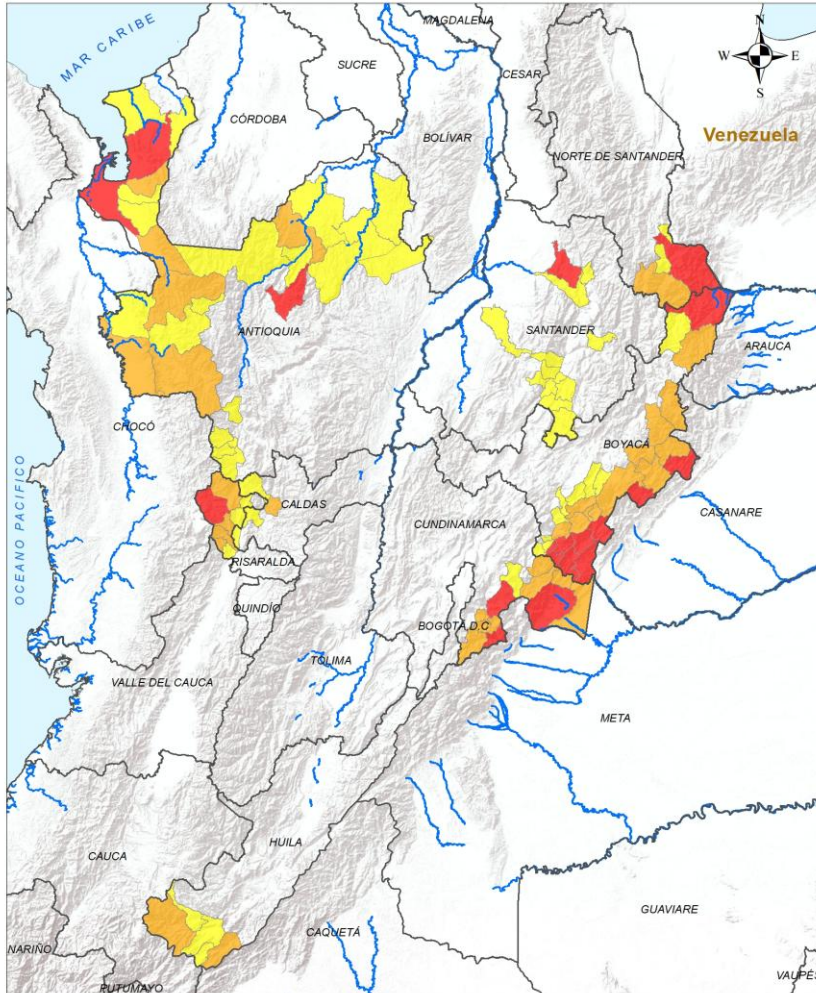 MAR CARIBE
MAGDALENA
SUCRE
CESAR
CÓRDOBA
BOLÍVAR
N
W E
S
Venezuela
NORTE DE SANTANDER
ANTIOQUIA
SANTANDER
ARAUCA
CHOCÓ
BOYACÁ
OCEANO PACIFICO
CALDAS
CUNDINAMARCA
CASANARE
RISARALDA
QUINDÍO
BOGOTÁ, D.C
TOLIMA
VALLE DEL CAUCA
META
HUILA
CAUCA
GUAVIARE
CAQUETÁ
NARIÑO
PUTUMAYO
VAUPÉS